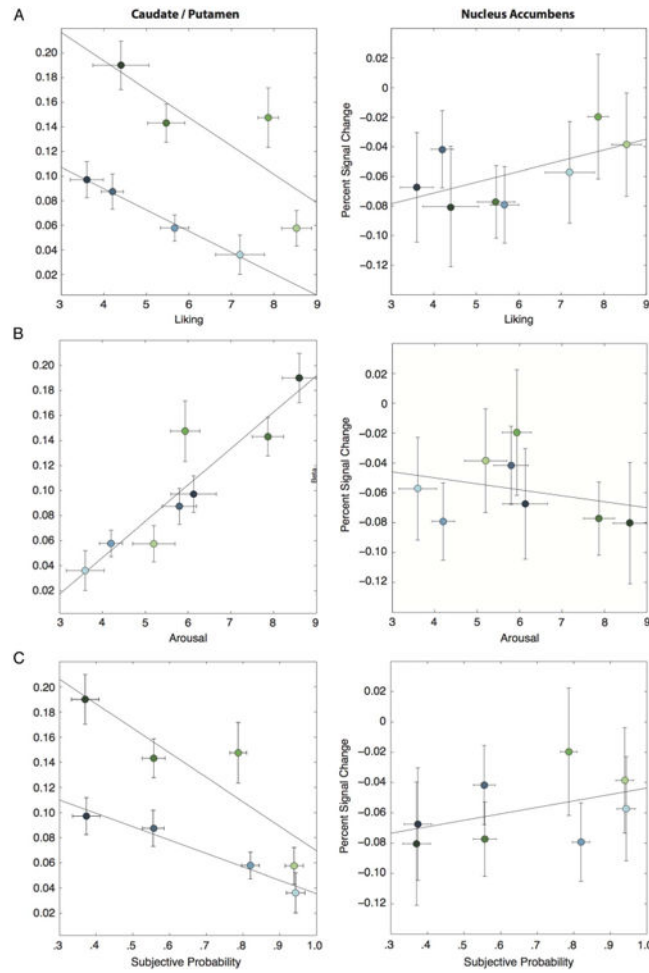 A
Caudate / Putamen
Nucleus Accumbens
0.20
0.18
0.16
0.14
0.12
0.10
0.08
0.06
0.04
0.02
3 4 5 6 7 8 9
Liking
Percent Signal Change
0.02
0
−0.02
−0.04
−0.06
−0.08
−0.10
−0.12
3 4 5 6 7 8 9
Liking
B
0.20
0.18
0.16
0.14
0.12
0.10
0.08
0.06
0.04
0.02
3 4 5 6 7 8 9
Arousal
Beta
Percent Signal Change
0.02
0
−0.02
−0.04
−0.06
−0.08
−0.10
−0.12
3 4 5 6 7 8 9
Arousal
C
0.20
0.18
0.16
0.14
0.12
0.10
0.08
0.06
0.04
0.02
.3 .4 .5 .6 .7 .8 .9 1.0
Subjective Probability
Percent Signal Change
0.02
0
−0.02
−0.04
−0.06
−0.08
−0.10
−0.12
.3 .4 .5 .6 .7 .8 .9 1.0
Subjective Probability